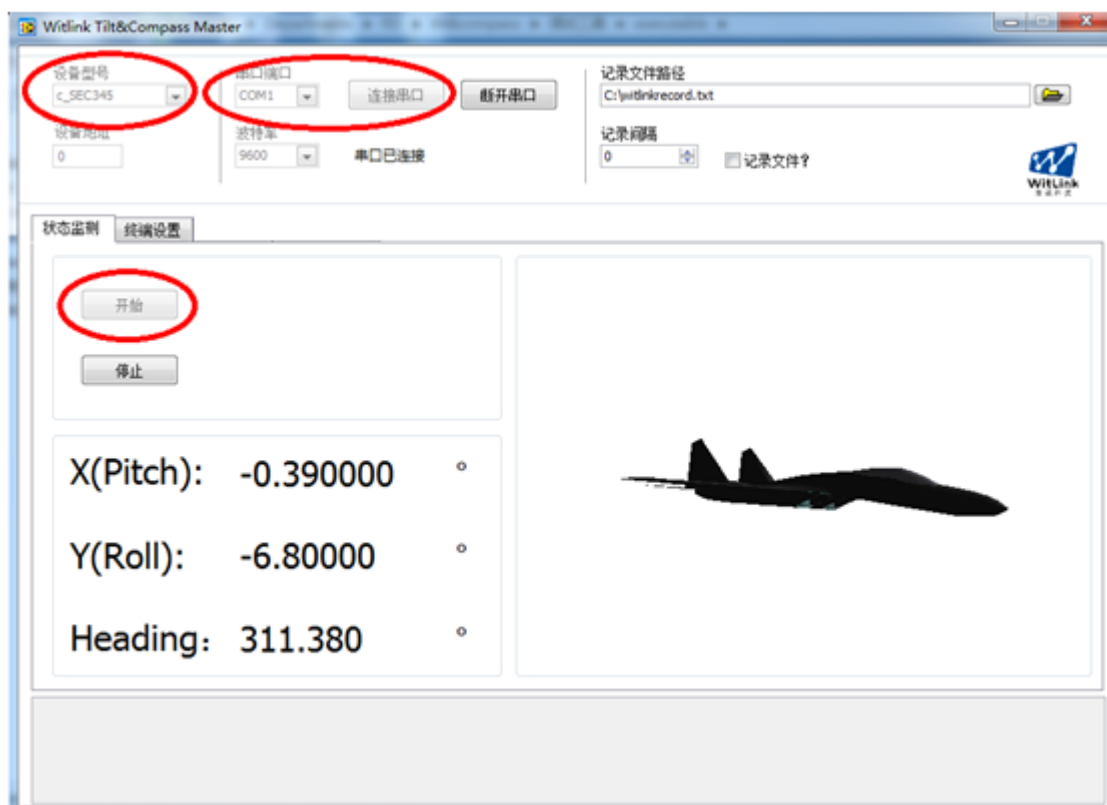 Witlink Tilt&Compass Master
设备型号
c_SEC345
设备地址
0
串口端口
COM1
连接串口
断开串口
波特率
9600
串口已连接
记录文件路径
C:\witlinkrecord.txt
记录间隔
0
记录文件?
WitLink
状态监测
终端设置
开始
停止
X(Pitch): -0.390000 °
Y(Roll): -6.80000 °
Heading: 311.380 °